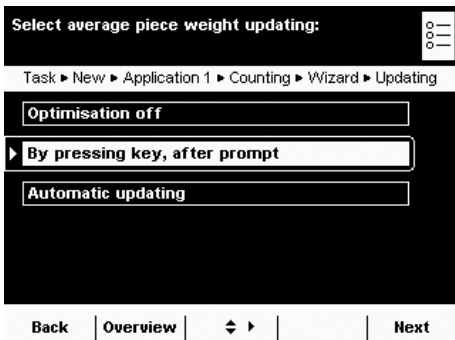 Select average piece weight updating:
Task ▸ New ▸ Application 1 ▸ Counting ▸ Wizard ▸ Updating
Optimisation off
By pressing key, after prompt
Automatic updating
Back Overview Next